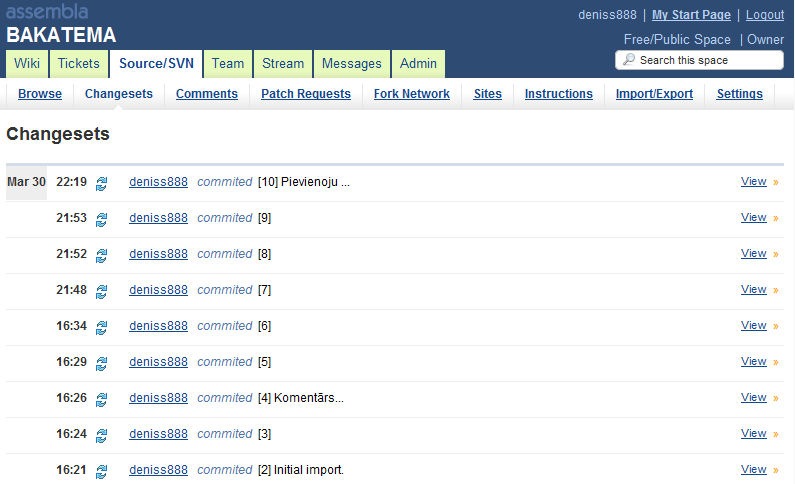 assembla
deniss888 | My Start Page | Logout
BAKATEMA
Free/Public Space | Owner
Wiki Tickets Source/SVN Team Stream Messages Admin
Search this space
Browse Changesets Comments Patch Requests Fork Network Sites Instructions Import/Export Settings
Changesets
Mar 30 22:19 deniss888 commited [10] Pievienoju ... View »
21:53 deniss888 commited [9] View »
21:52 deniss888 commited [8] View »
21:48 deniss888 commited [7] View »
16:34 deniss888 commited [6] View »
16:29 deniss888 commited [5] View »
16:26 deniss888 commited [4] Komentārs... View »
16:24 deniss888 commited [3] View »
16:21 deniss888 commited [2] Initial import. View »